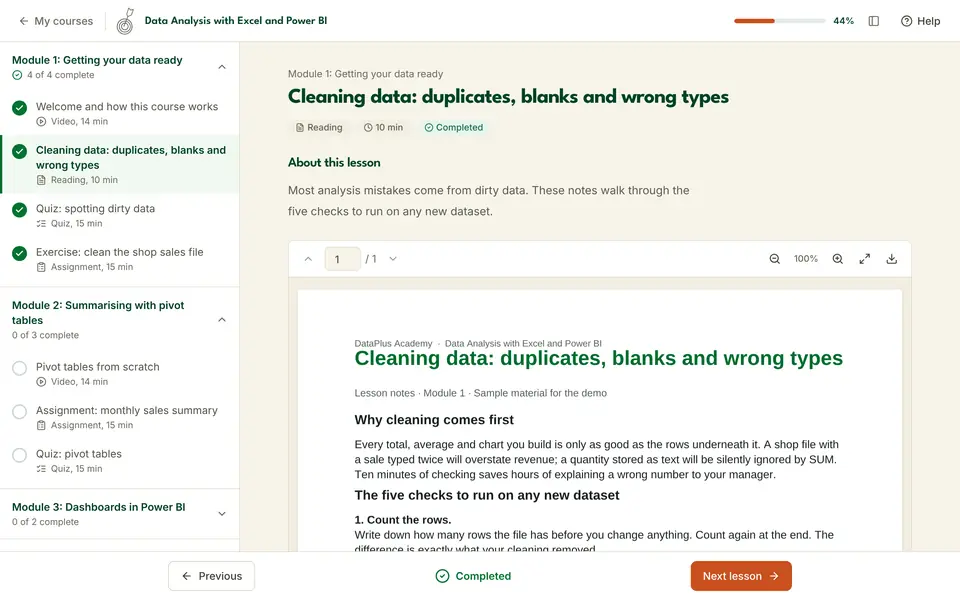 My courses
Data Analysis with Excel and Power BI
44%
Help
Module 1: Getting your data ready
4 of 4 complete
Welcome and how this course works
Video, 14 min
Cleaning data: duplicates, blanks and
wrong types
Reading, 10 min
Quiz: spotting dirty data
Quiz, 15 min
Exercise: clean the shop sales file
Assignment, 15 min
Module 2: Summarising with pivot
tables
0 of 3 complete
Pivot tables from scratch
Video, 14 min
Assignment: monthly sales summary
Assignment, 15 min
Quiz: pivot tables
Quiz, 15 min
Module 3: Dashboards in Power BI
0 of 2 complete
Module 1: Getting your data ready
Cleaning data: duplicates, blanks and wrong types
Reading
10 min
Completed
About this lesson
Most analysis mistakes come from dirty data. These notes walk through the
five checks to run on any new dataset.
1 / 1
100%
DataPlus Academy · Data Analysis with Excel and Power BI
Cleaning data: duplicates, blanks and wrong types
Lesson notes · Module 1 · Sample material for the demo
Why cleaning comes first
Every total, average and chart you build is only as good as the rows underneath it. A shop file with
a sale typed twice will overstate revenue; a quantity stored as text will be silently ignored by SUM.
Ten minutes of checking saves hours of explaining a wrong number to your manager.
The five checks to run on any new dataset
1. Count the rows.
Write down how many rows the file has before you change anything. Count again at the end. The
difference is exactly what your cleaning removed.
Previous
Completed
Next lesson